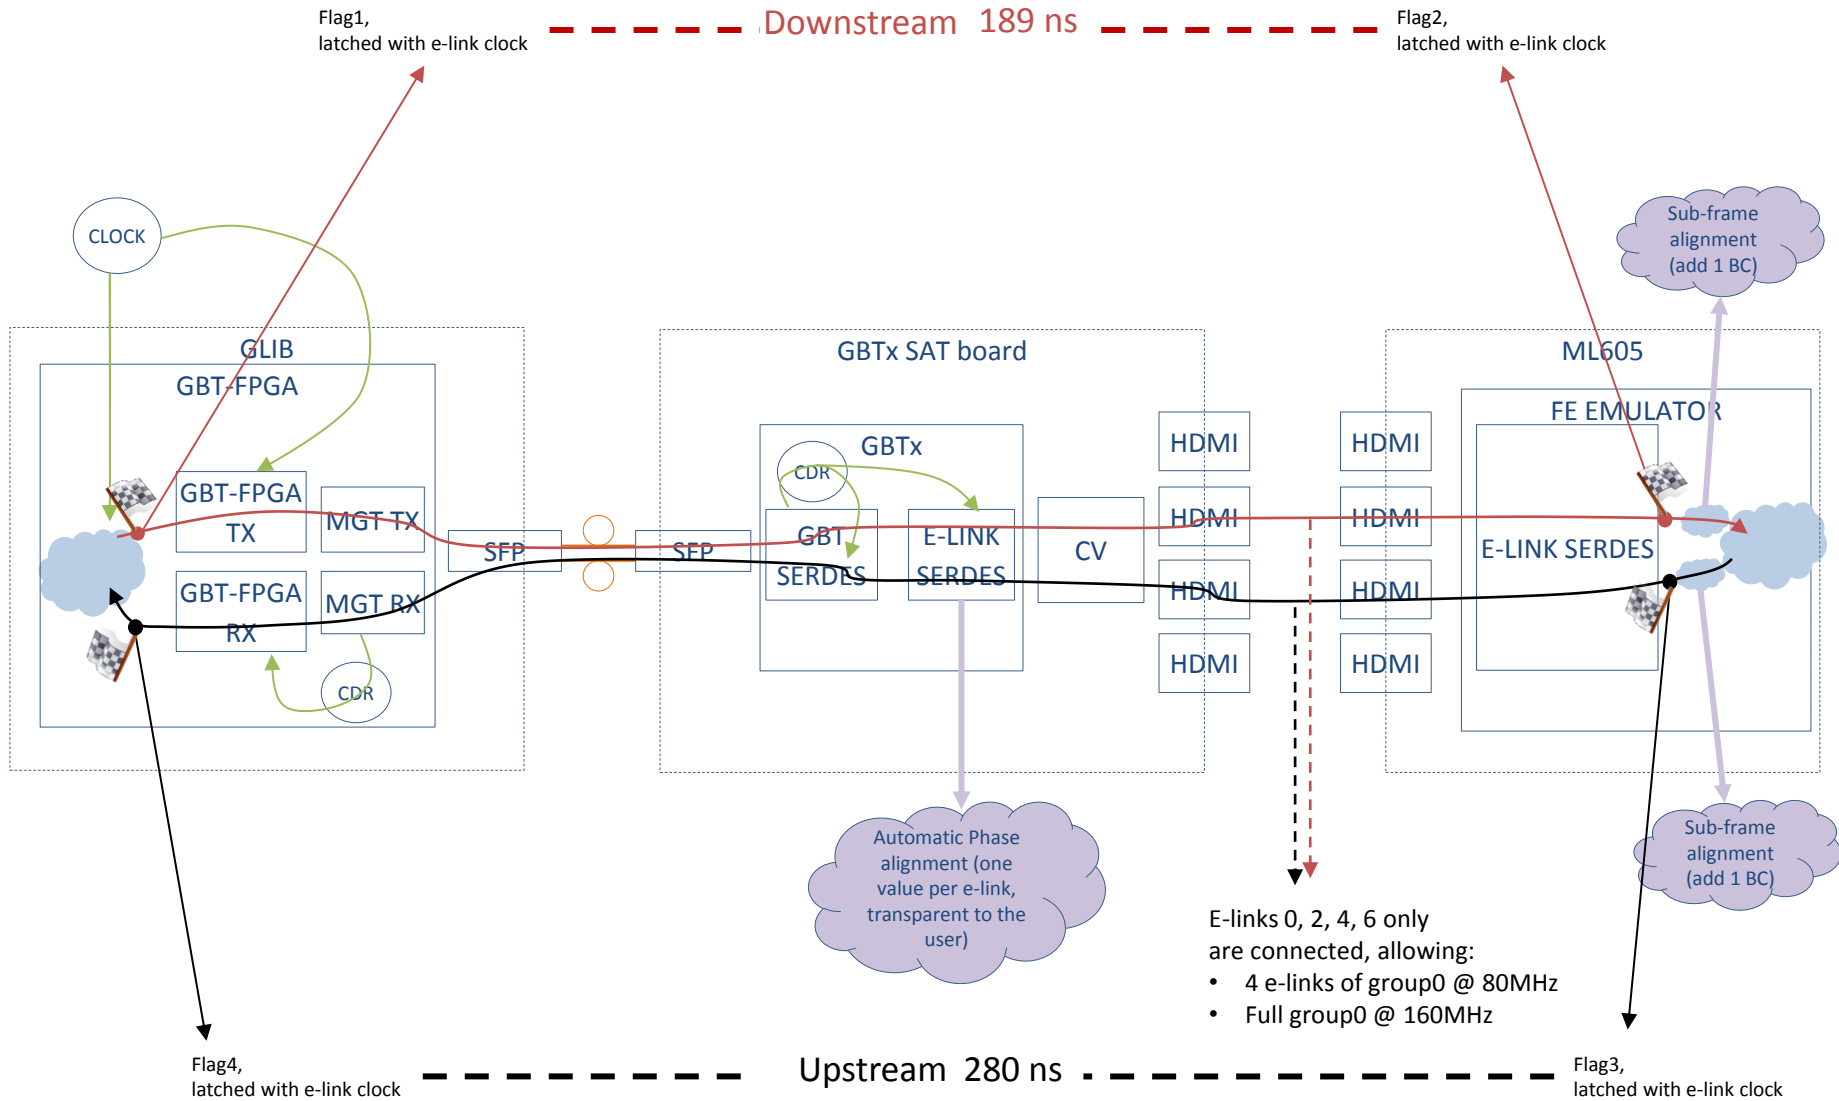 Flag1,
latched with e-link clock
Downstream 189 ns
Flag2,
latched with e-link clock
CLOCK
Sub-frame
alignment
(add 1 BC)
GLIB
GBT-FPGA
GBT-FPGA
TX
MGT TX
GBT-FPGA
RX
MGT RX
CDR
SFP
SFP
GBTx SAT board
GBTx
CDR
GBT
SERDES
E-LINK
SERDES
CV
HDMI
HDMI
HDMI
HDMI
HDMI
HDMI
HDMI
HDMI
ML605
FE EMULATOR
E-LINK SERDES
Automatic Phase
alignment (one
value per e-link,
transparent to the
user)
Sub-frame
alignment
(add 1 BC)
E-links 0, 2, 4, 6 only
are connected, allowing:
• 4 e-links of group0 @ 80MHz
• Full group0 @ 160MHz
Flag4,
latched with e-link clock
Upstream 280 ns
Flag3,
latched with e-link clock